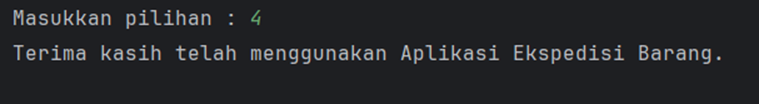 Masukkan pilihan : 4
Terima kasih telah menggunakan Aplikasi Ekspedisi Barang.